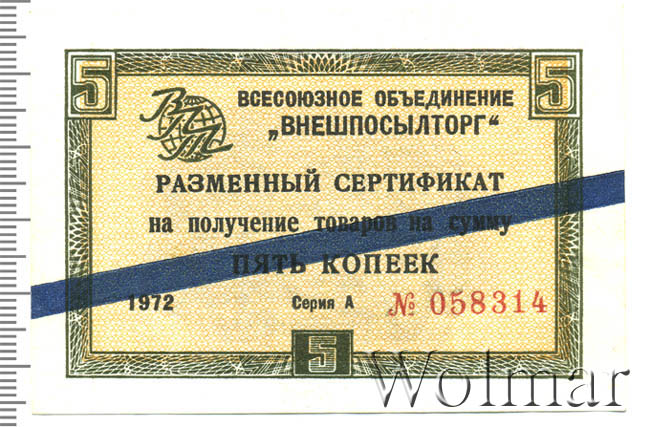 5 5
ВПТ
ВСЕСОЮЗНОЕ ОБЪЕДИНЕНИЕ
„ВНЕШПОСЫЛТОРГ“
РАЗМЕННЫЙ СЕРТИФИКАТ
на получение товаров на сумму
ПЯТЬ КОПЕЕК
1972 Серия А № 058314
5
Wolmar